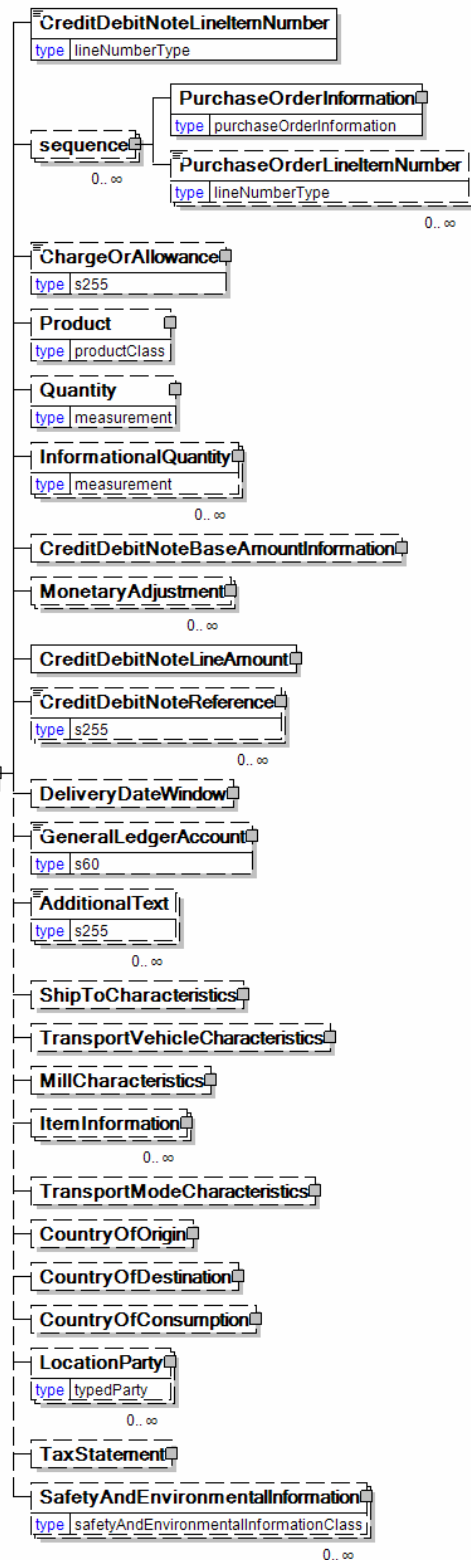 CreditDebitNoteLineItemNumber
type lineNumberType
PurchaseOrderInformation
type purchaseOrderInformation
sequence
0.. ∞
PurchaseOrderLineItemNumber
type lineNumberType
0.. ∞
ChargeOrAllowance
type s255
Product
type productClass
Quantity
type measurement
InformationalQuantity
type measurement
0.. ∞
CreditDebitNoteBaseAmountInformation
MonetaryAdjustment
0.. ∞
CreditDebitNoteLineAmount
CreditDebitNoteReference
type s255
0.. ∞
DeliveryDateWindow
GeneralLedgerAccount
type s60
AdditionalText
type s255
0.. ∞
ShipToCharacteristics
TransportVehicleCharacteristics
MillCharacteristics
ItemInformation
0.. ∞
TransportModeCharacteristics
CountryOfOrigin
CountryOfDestination
CountryOfConsumption
LocationParty
type typedParty
0.. ∞
TaxStatement
SafetyAndEnvironmentalInformation
type safetyAndEnvironmentalInformationClass
0.. ∞